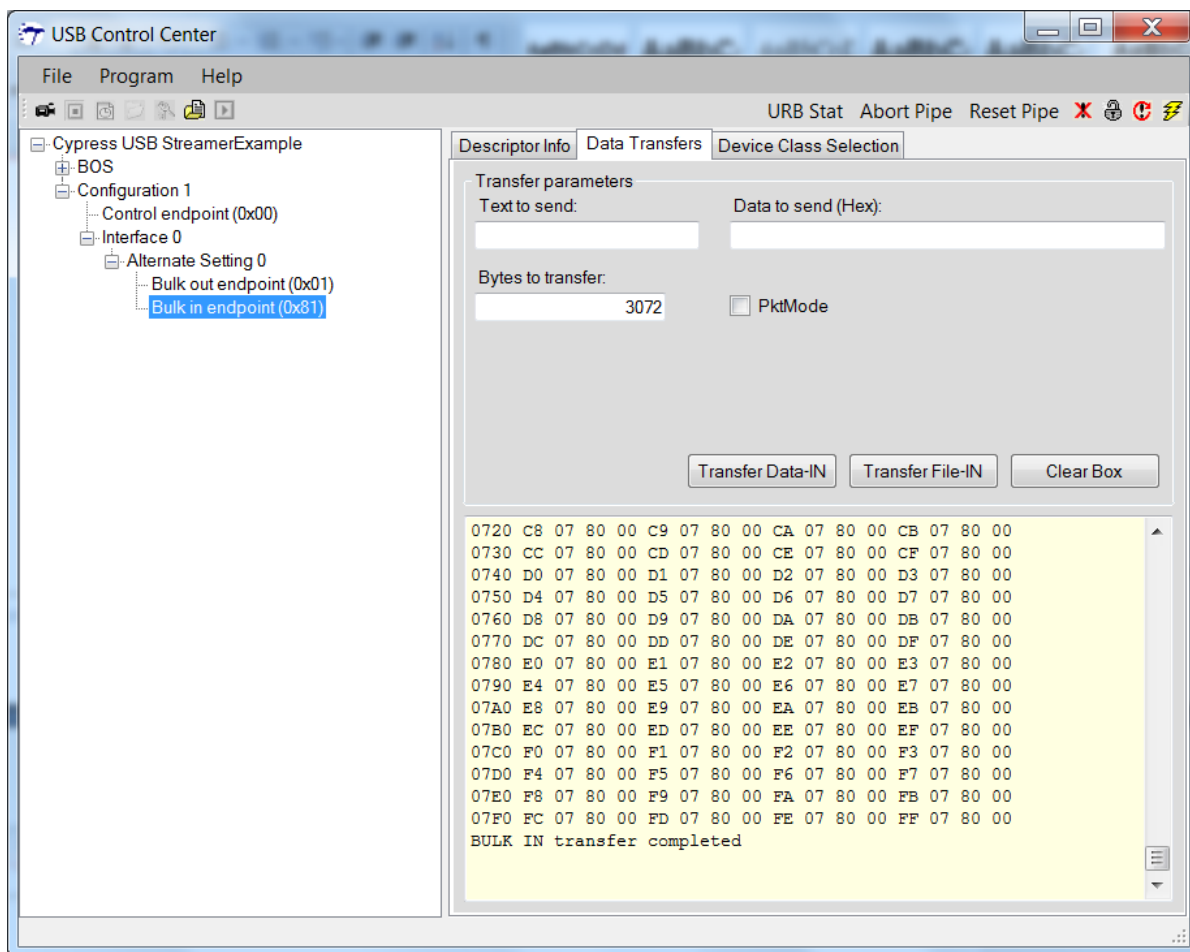 USB Control Center
File Program Help
URB Stat Abort Pipe Reset Pipe
Cypress USB StreamerExample
BOS
Configuration 1
Control endpoint (0x00)
Interface 0
Alternate Setting 0
Bulk out endpoint (0x01)
Bulk in endpoint (0x81)
Descriptor Info Data Transfers Device Class Selection
Transfer parameters
Text to send: Data to send (Hex):
Bytes to transfer:
3072 PktMode
Transfer Data-IN Transfer File-IN Clear Box
0720 C8 07 80 00 C9 07 80 00 CA 07 80 00 CB 07 80 00
0730 CC 07 80 00 CD 07 80 00 CE 07 80 00 CF 07 80 00
0740 D0 07 80 00 D1 07 80 00 D2 07 80 00 D3 07 80 00
0750 D4 07 80 00 D5 07 80 00 D6 07 80 00 D7 07 80 00
0760 D8 07 80 00 D9 07 80 00 DA 07 80 00 DB 07 80 00
0770 DC 07 80 00 DD 07 80 00 DE 07 80 00 DF 07 80 00
0780 E0 07 80 00 E1 07 80 00 E2 07 80 00 E3 07 80 00
0790 E4 07 80 00 E5 07 80 00 E6 07 80 00 E7 07 80 00
07A0 E8 07 80 00 E9 07 80 00 EA 07 80 00 EB 07 80 00
07B0 EC 07 80 00 ED 07 80 00 EE 07 80 00 EF 07 80 00
07C0 F0 07 80 00 F1 07 80 00 F2 07 80 00 F3 07 80 00
07D0 F4 07 80 00 F5 07 80 00 F6 07 80 00 F7 07 80 00
07E0 F8 07 80 00 F9 07 80 00 FA 07 80 00 FB 07 80 00
07F0 FC 07 80 00 FD 07 80 00 FE 07 80 00 FF 07 80 00
BULK IN transfer completed